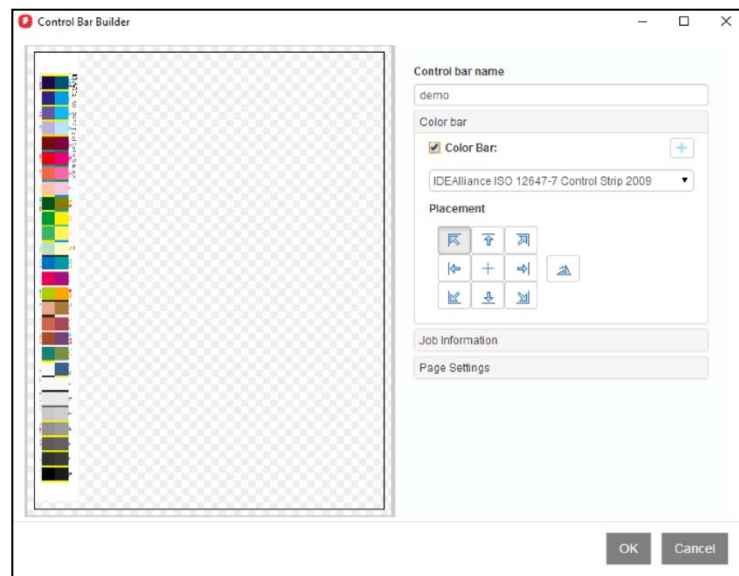 Control Bar Builder
Control bar name
demo
Color bar
Color Bar:
IDEAlliance ISO 12647-7 Control Strip 2009
Placement
Job Information
Page Settings
OK
Cancel